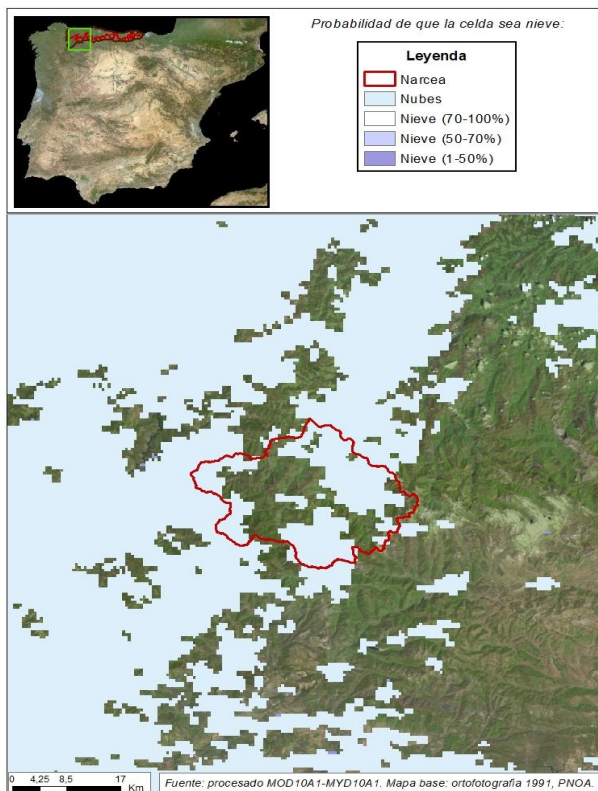 Probabilidad de que la celda sea nieve:
Leyenda
Narcea
Nubes
Nieve (70-100%)
Nieve (50-70%)
Nieve (1-50%)
0 4,25 8,5 17
Km
Fuente: procesado MOD10A1-MYD10A1. Mapa base: ortofotografia 1991, PNOA.